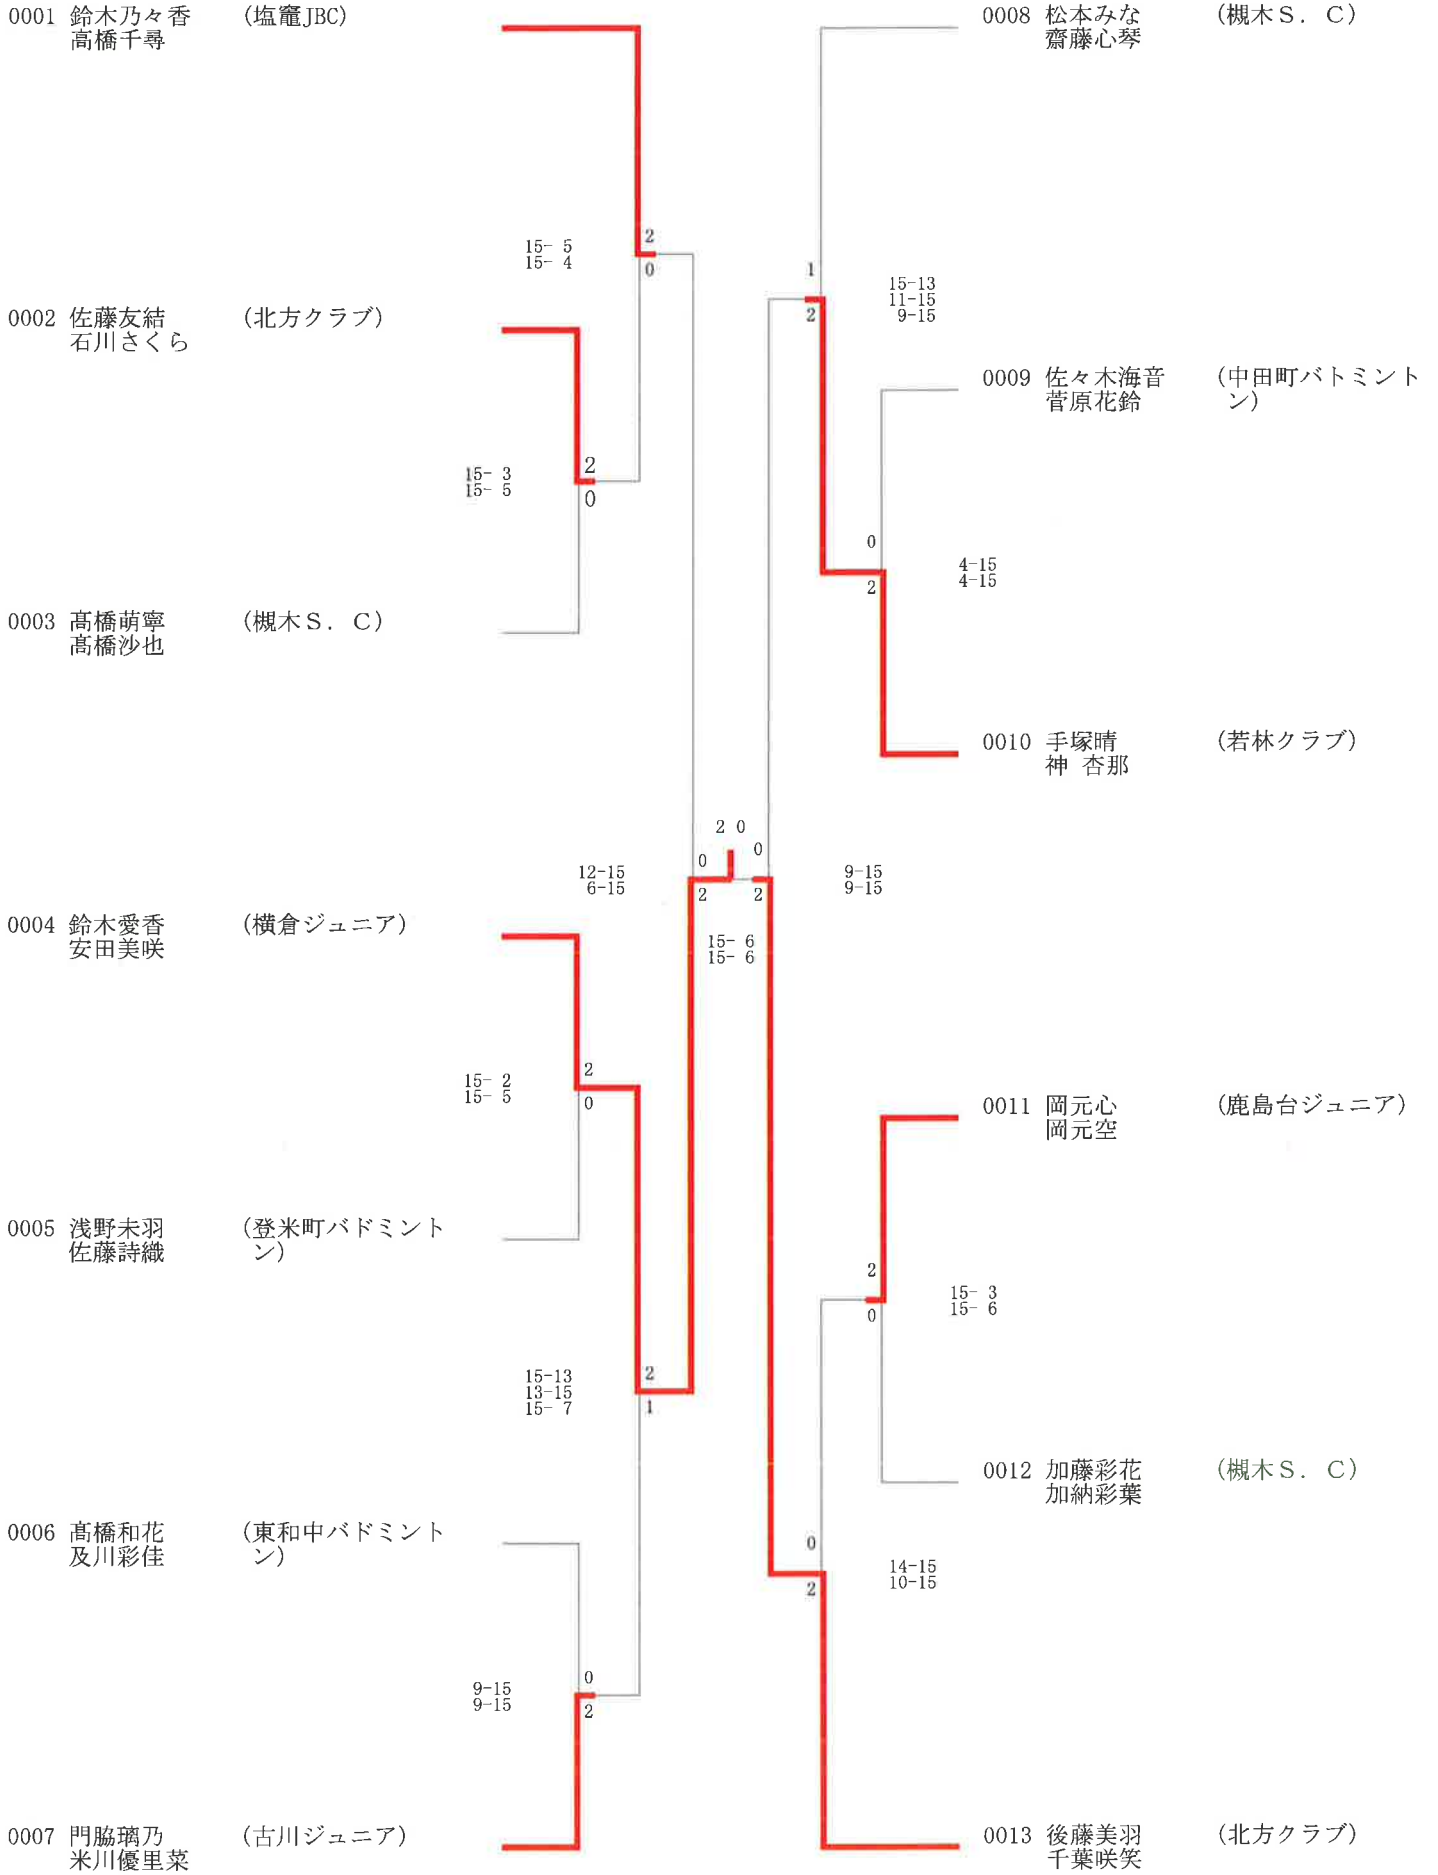 0001 鈴木乃々香 (塩竈JBC)
高橋千尋
15- 5
15- 4
2
0
0002 佐藤友結 (北方クラブ)
石川さくら
15- 3
15- 5
2
0
0003 髙橋萌寧 (槻木S．C)
髙橋沙也
12-15
6-15
0
2
0004 鈴木愛香 (横倉ジュニア)
安田美咲
15- 2
15- 5
2
0
0005 浅野未羽 (登米町バドミント
佐藤詩織 ン)
15-13
13-15
15- 7
2
1
0006 髙橋和花 (東和中バドミント
及川彩佳 ン)
9-15
9-15
0
2
0007 門脇璃乃 (古川ジュニア)
米川優里菜
2 0
15- 6
15- 6
0008 松本みな (槻木S．C)
齋藤心琴
1
2
15-13
11-15
9-15
0009 佐々木海音 (中田町バトミント
菅原花鈴 ン)
0
2
4-15
4-15
0010 手塚晴 (若林クラブ)
神 杏那
0
2
9-15
9-15
0011 岡元心 (鹿島台ジュニア)
岡元空
2
0
15- 3
15- 6
0012 加藤彩花 (槻木S．C)
加納彩葉
0
2
14-15
10-15
0013 後藤美羽 (北方クラブ)
千葉咲笑